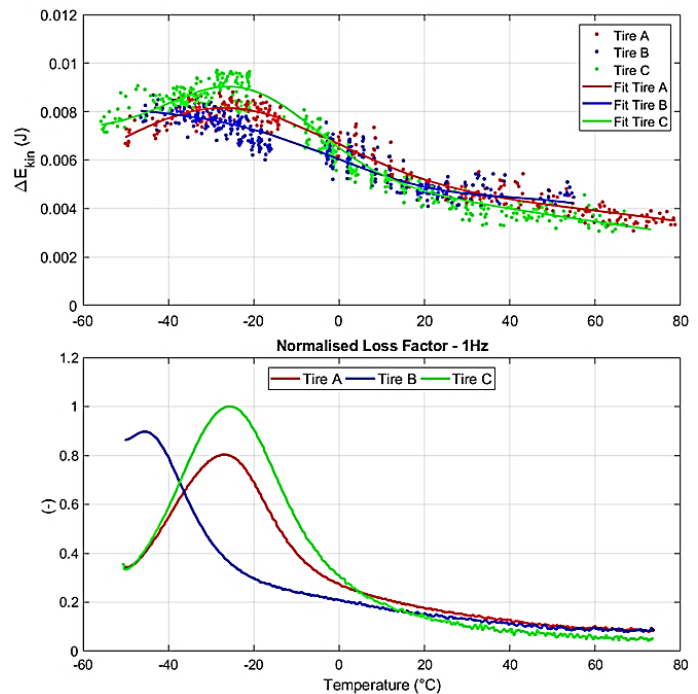 0.012
0.01
0.008
0.006
0.004
0.002
0
ΔE_kin (J)
Tire A
Tire B
Tire C
Fit Tire A
Fit Tire B
Fit Tire C
-60 -40 -20 0 20 40 60 80
Normalised Loss Factor - 1Hz
1.2
1
0.8
0.6
0.4
0.2
0
(-)
Tire A Tire B Tire C
-60 -40 -20 0 20 40 60 80
Temperature (°C)